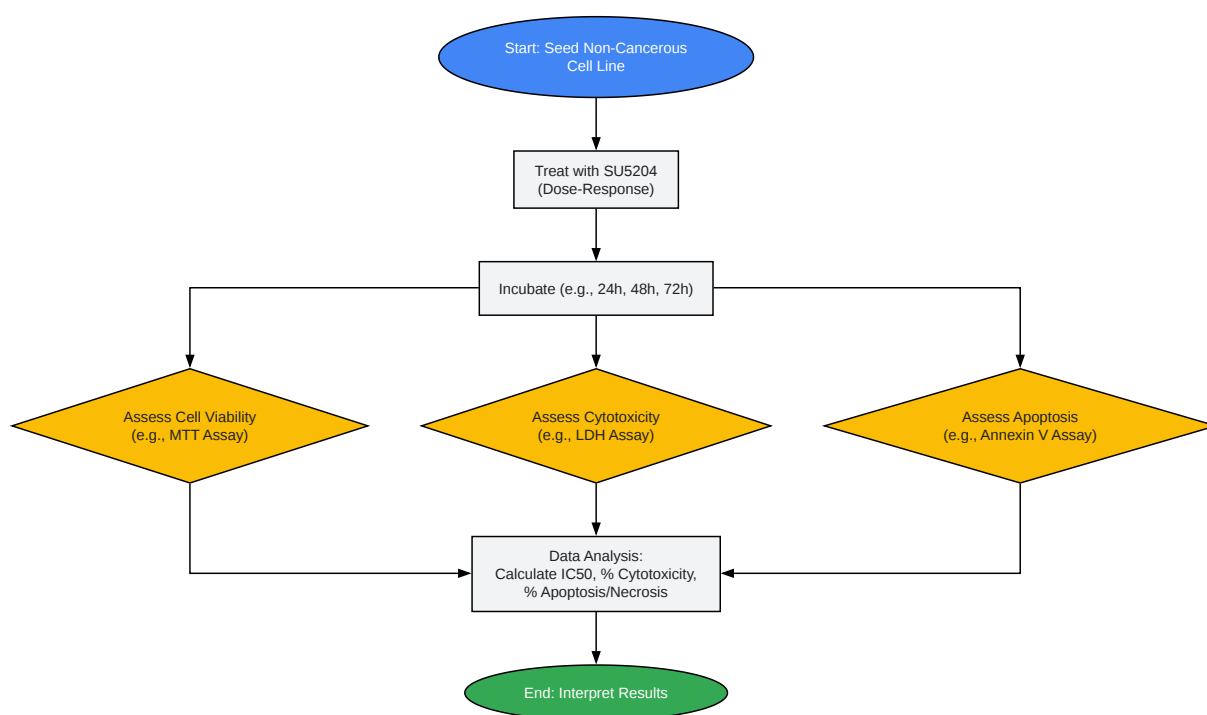 Start: Seed Non-Cancerous
Cell Line
Treat with SU5204
(Dose-Response)
Incubate (e.g., 24h, 48h, 72h)
Assess Cell Viability
(e.g., MTT Assay)
Assess Cytotoxicity
(e.g., LDH Assay)
Assess Apoptosis
(e.g., Annexin V Assay)
Data Analysis:
Calculate IC50, % Cytotoxicity,
% Apoptosis/Necrosis
End: Interpret Results